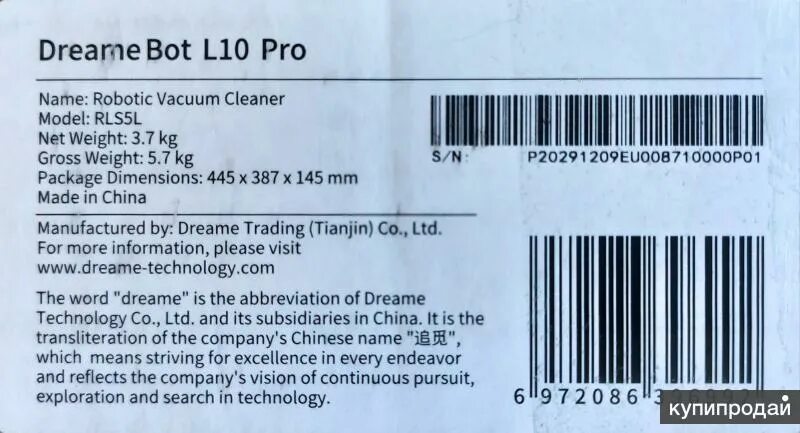 Dreame Bot L10 Pro
Name: Robotic Vacuum Cleaner
Model: RLS5L
Net Weight: 3.7 kg
Gross Weight: 5.7 kg
Package Dimensions: 445 x 387 x 145 mm
Made in China
S/N: P20291209EU008710000P01
Manufactured by: Dreame Trading (Tianjin) Co., Ltd.
For more information, please visit
www.dreame-technology.com
The word "dreame" is the abbreviation of Dreame
Technology Co., Ltd. and its subsidiaries in China. It is the
transliteration of the company's Chinese name "追觅",
which means striving for excellence in every endeavor
and reflects the company's vision of continuous pursuit,
exploration and search in technology.
6 972086
купипродай